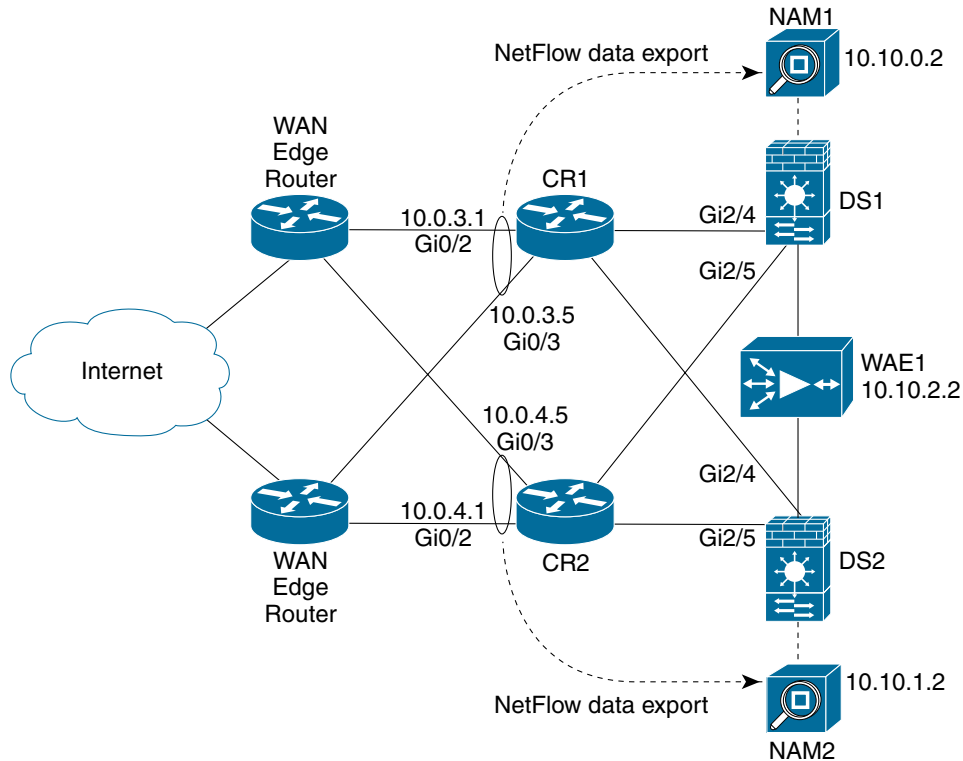 NAM1
NetFlow data export
10.10.0.2
WAN
Edge
Router
CR1
10.0.3.1
Gi0/2
Gi2/4
DS1
Gi2/5
10.0.3.5
Gi0/3
Internet
WAE1
10.10.2.2
10.0.4.5
Gi0/3
Gi2/4
10.0.4.1
Gi0/2
Gi2/5
CR2
DS2
WAN
Edge
Router
10.10.1.2
NetFlow data export
NAM2